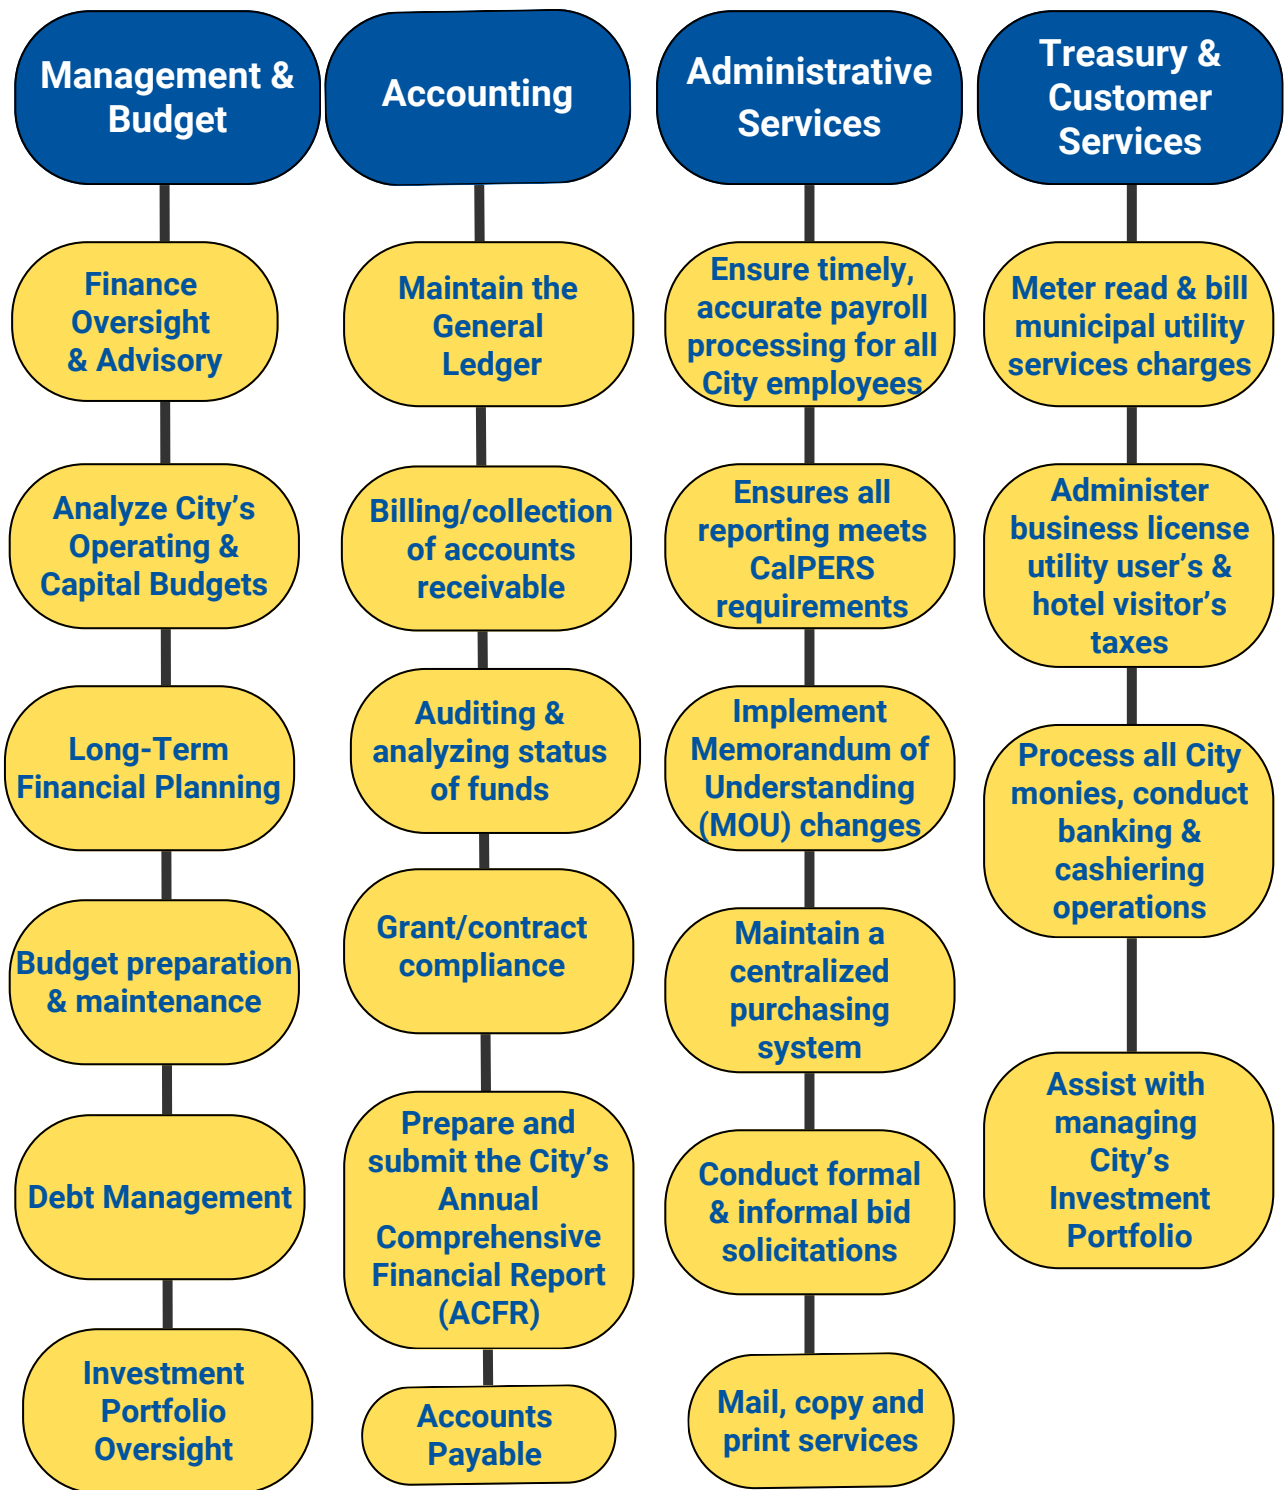 Management &
Budget
Finance
Oversight
& Advisory
Analyze City’s
Operating &
Capital Budgets
Long-Term
Financial Planning
Budget preparation
& maintenance
Debt Management
Investment
Portfolio
Oversight
Accounting
Maintain the
General
Ledger
Billing/collection
of accounts
receivable
Auditing &
analyzing status
of funds
Grant/contract
compliance
Prepare and
submit the City’s
Annual
Comprehensive
Financial Report
(ACFR)
Accounts
Payable
Administrative
Services
Ensure timely,
accurate payroll
processing for all
City employees
Ensures all
reporting meets
CalPERS
requirements
Implement
Memorandum of
Understanding
(MOU) changes
Maintain a
centralized
purchasing
system
Conduct formal
& informal bid
solicitations
Mail, copy and
print services
Treasury &
Customer
Services
Meter read & bill
municipal utility
services charges
Administer
business license
utility user’s &
hotel visitor’s
taxes
Process all City
monies, conduct
banking &
cashiering
operations
Assist with
managing
City’s
Investment
Portfolio